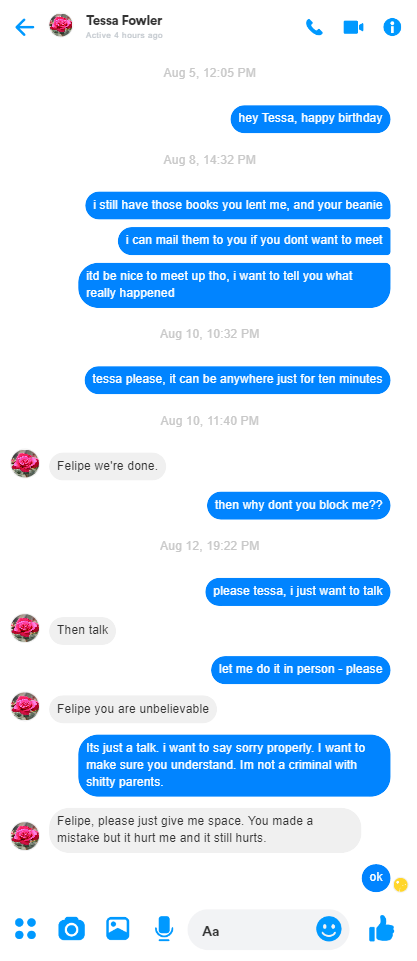 Tessa Fowler
Active 4 hours ago
Aug 5, 12:05 PM
hey Tessa, happy birthday
Aug 8, 14:32 PM
i still have those books you lent me, and your beanie
i can mail them to you if you dont want to meet
itd be nice to meet up tho, i want to tell you what
really happened
Aug 10, 10:32 PM
tessa please, it can be anywhere just for ten minutes
Aug 10, 11:40 PM
Felipe we're done.
then why dont you block me??
Aug 12, 19:22 PM
please tessa, i just want to talk
Then talk
let me do it in person - please
Felipe you are unbelievable
Its just a talk. i want to say sorry properly. I want to
make sure you understand. Im not a criminal with
shitty parents.
Felipe, please just give me space. You made a
mistake but it hurt me and it still hurts.
ok
Aa